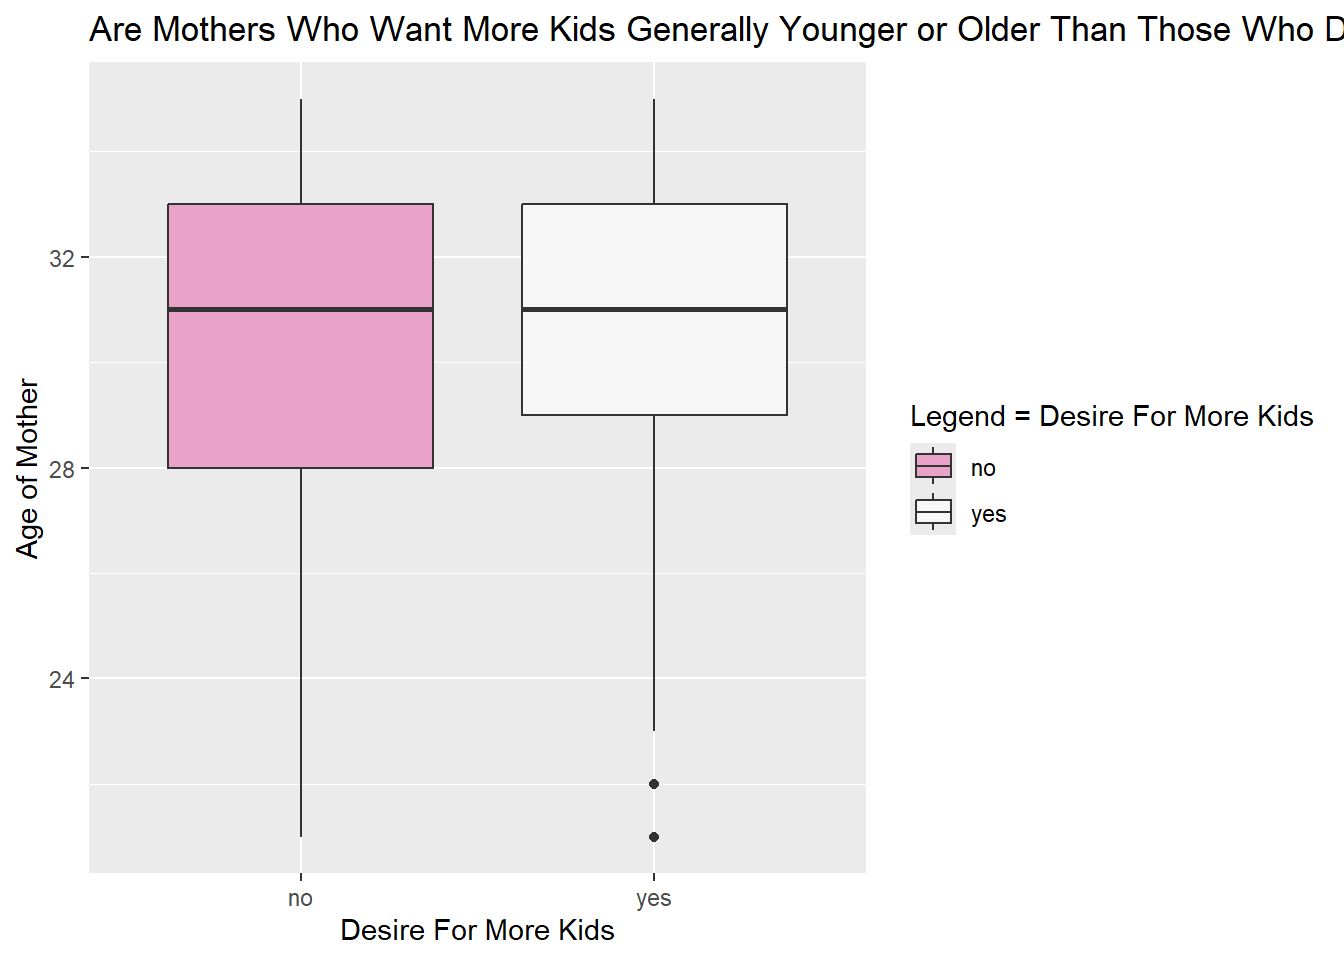 Are Mothers Who Want More Kids Generally Younger or Older Than Those Who D
32
28
24
Age of Mother
no
yes
Desire For More Kids
Legend = Desire For More Kids
no
yes